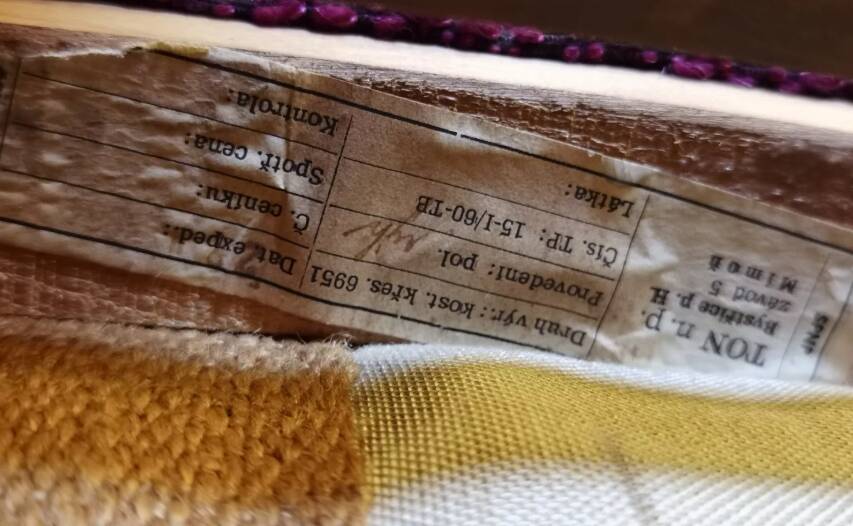 TON n. p.
Bystřice p. H.
závod 5
Mimoň
Druh výr.: kost. křes. 6951
Provedení: pol.
Čís. TP: 15-I/60-TB
Látka:
Dat. exped.:
Č. ceníku:
Spotř. cena:
Kontrola: